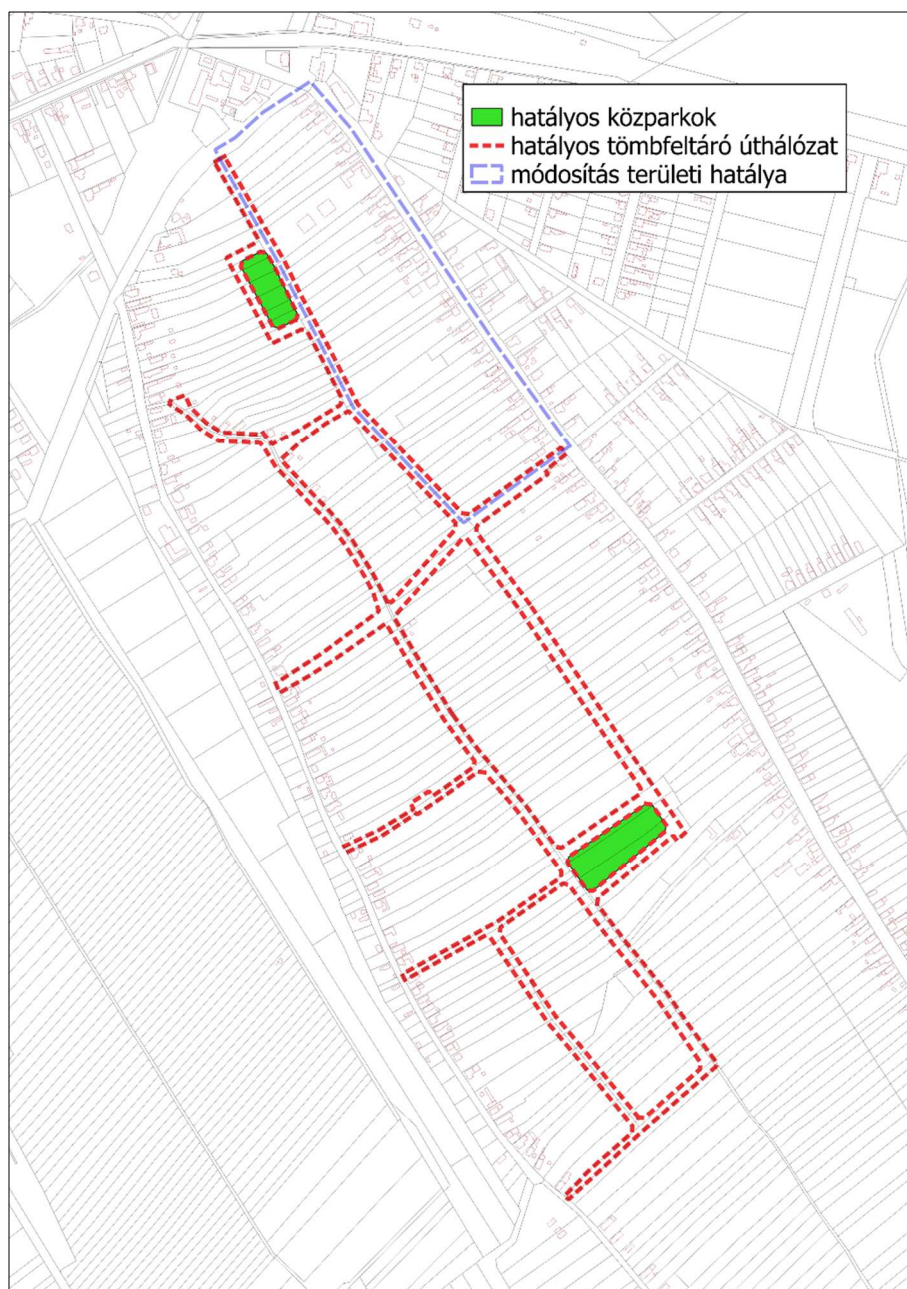 hatályos közparkok
hatályos tömbfeltáró úthálózat
módosítás területi hatálya